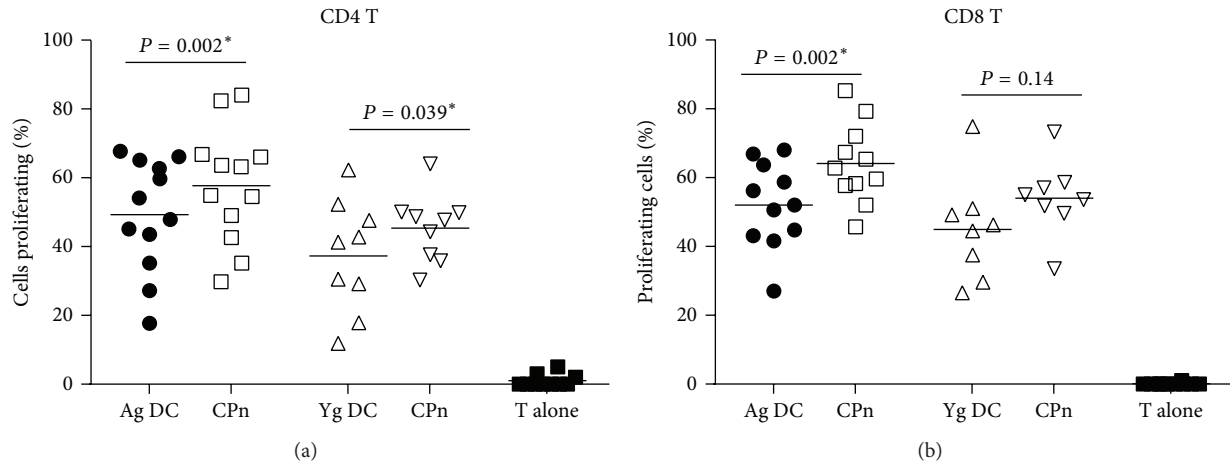 CD4 T
Cells proliferating (%)
100
80
60
40
20
0
P = 0.002*
P = 0.039*
Ag DC CPn Yg DC CPn T alone
(a)
CD8 T
Proliferating cells (%)
100
80
60
40
20
0
P = 0.002*
P = 0.14
Ag DC CPn Yg DC CPn T alone
(b)